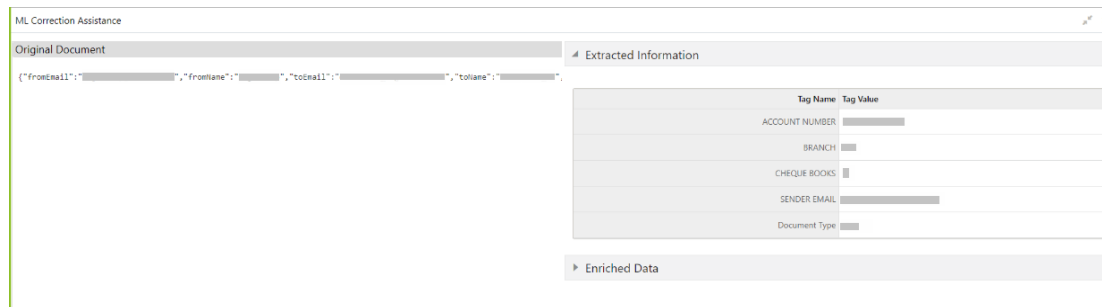 ML Correction Assistance
Original Document
{"fromEmail":"","fromName":"","toEmail":"","toName":"",
Extracted Information
Tag Name Tag Value
ACCOUNT NUMBER
BRANCH
CHEQUE BOOKS
SENDER EMAIL
Document Type
Enriched Data